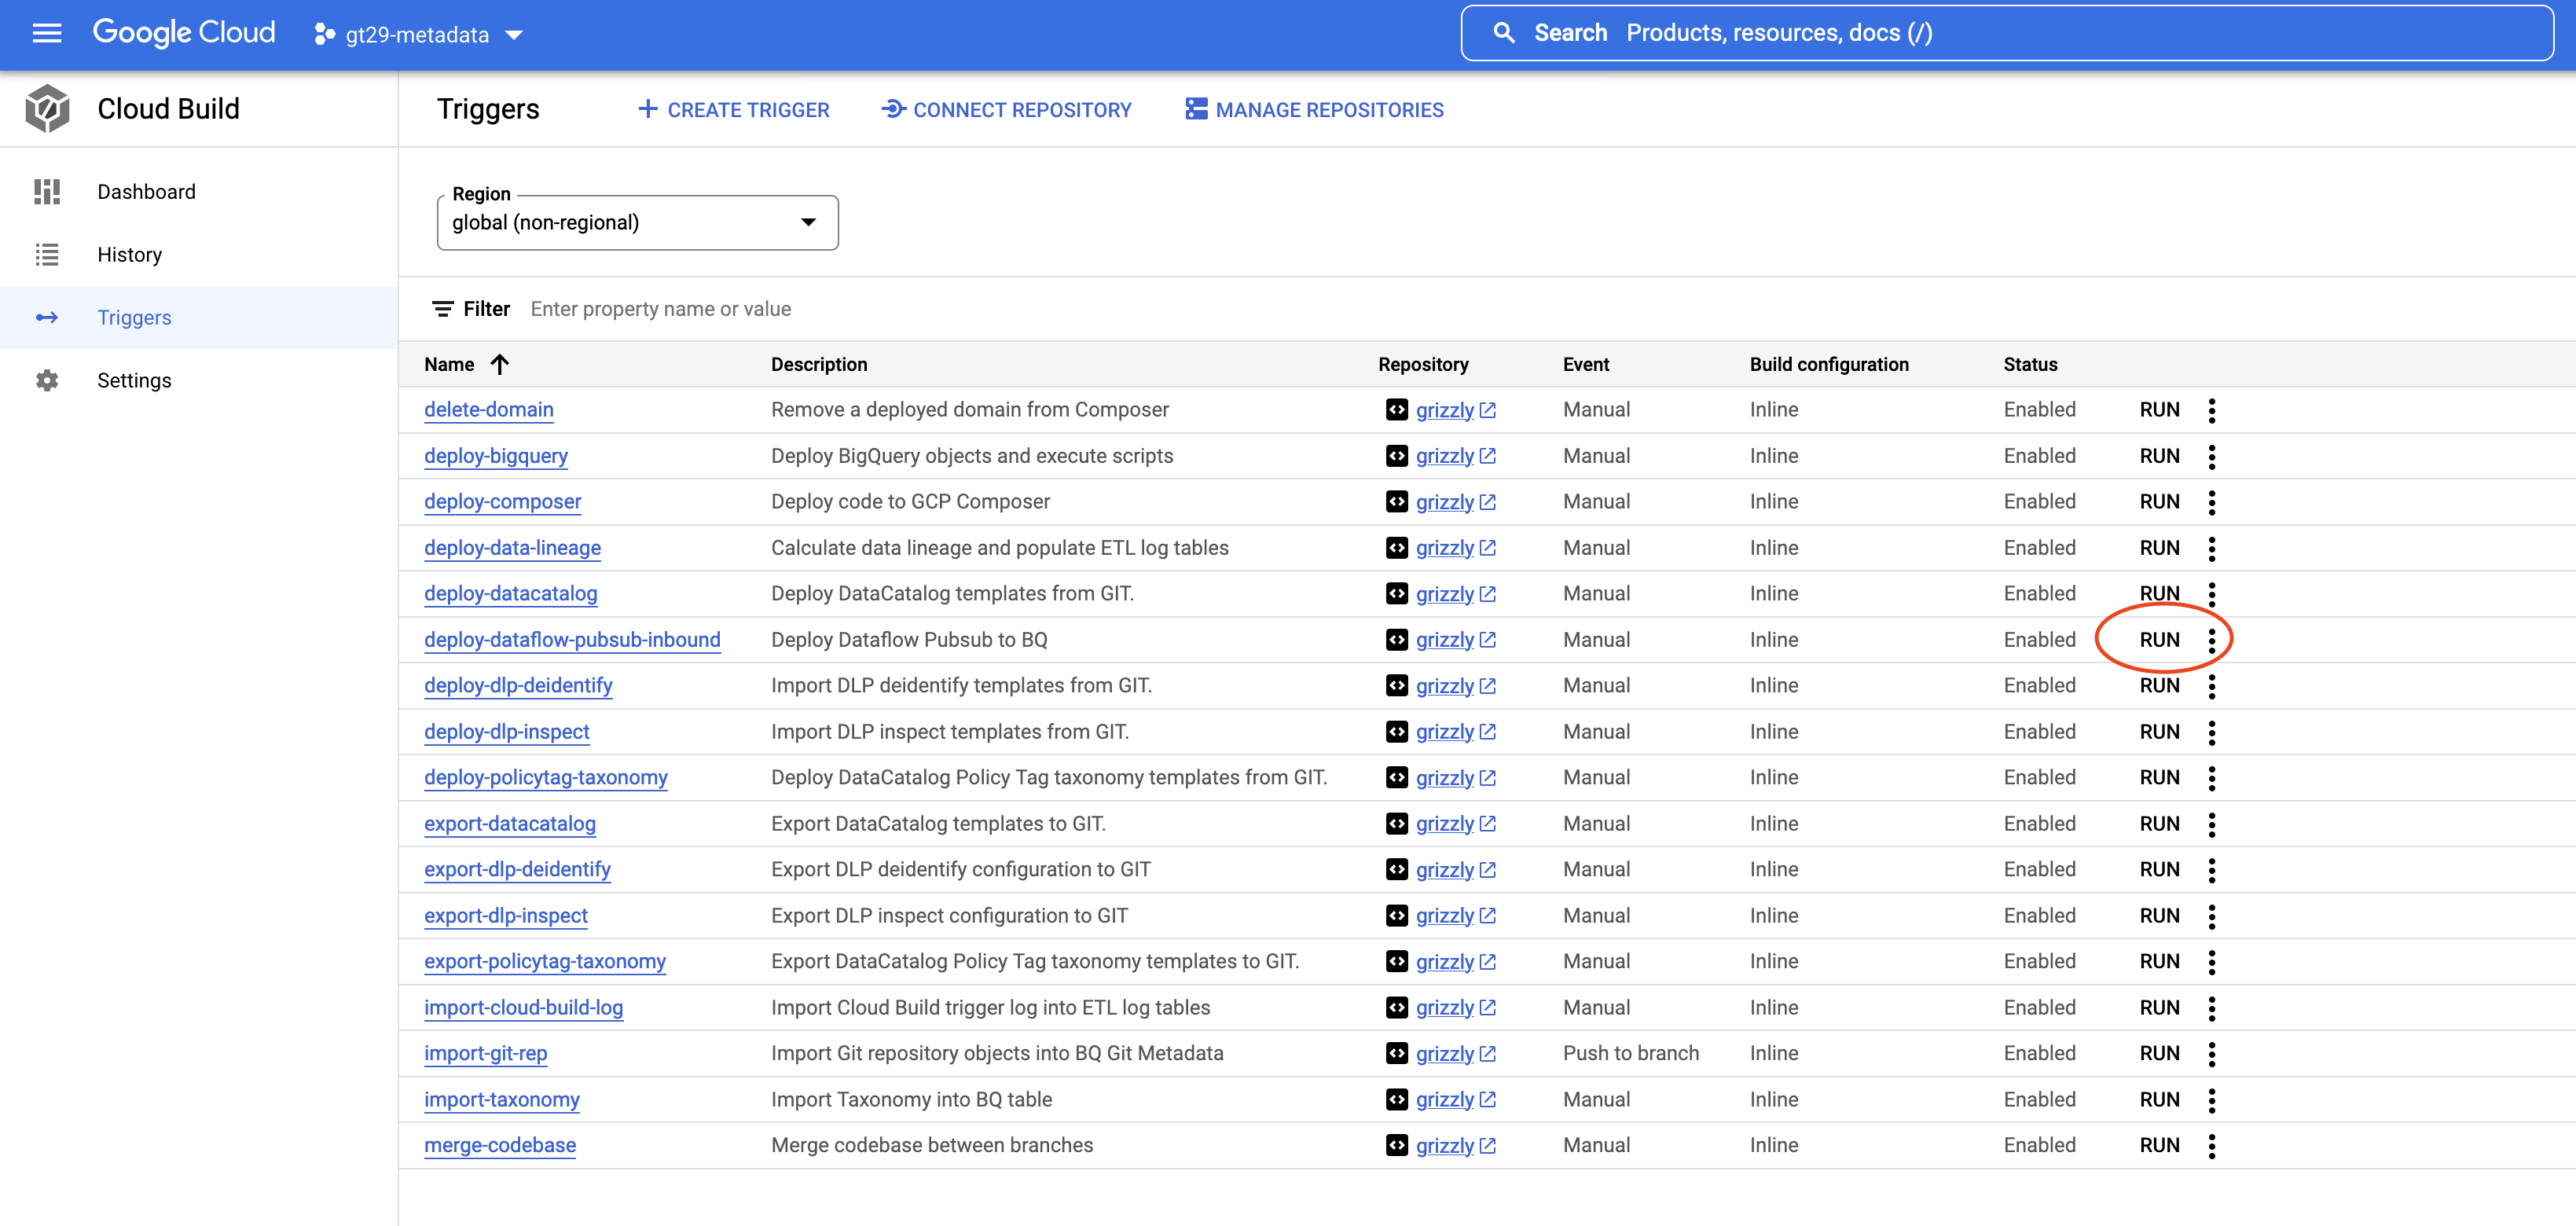 Google Cloud gt29-metadata Search Products, resources, docs (/)
Cloud Build
Dashboard
History
Triggers
Settings
Triggers CREATE TRIGGER CONNECT REPOSITORY MANAGE REPOSITORIES
Region
global (non-regional)
Filter Enter property name or value
Name Description Repository Event Build configuration Status
delete-domain Remove a deployed domain from Composer grizzly Manual Inline Enabled RUN
deploy-bigquery Deploy BigQuery objects and execute scripts grizzly Manual Inline Enabled RUN
deploy-composer Deploy code to GCP Composer grizzly Manual Inline Enabled RUN
deploy-data-lineage Calculate data lineage and populate ETL log tables grizzly Manual Inline Enabled RUN
deploy-datacatalog Deploy DataCatalog templates from GIT. grizzly Manual Inline Enabled RUN
deploy-dataflow-pubsub-inbound Deploy Dataflow Pubsub to BQ grizzly Manual Inline Enabled RUN
deploy-dlp-deidentify Import DLP deidentify templates from GIT. grizzly Manual Inline Enabled RUN
deploy-dlp-inspect Import DLP inspect templates from GIT. grizzly Manual Inline Enabled RUN
deploy-policytag-taxonomy Deploy DataCatalog Policy Tag taxonomy templates from GIT. grizzly Manual Inline Enabled RUN
export-datacatalog Export DataCatalog templates to GIT. grizzly Manual Inline Enabled RUN
export-dlp-deidentify Export DLP deidentify configuration to GIT grizzly Manual Inline Enabled RUN
export-dlp-inspect Export DLP inspect configuration to GIT grizzly Manual Inline Enabled RUN
export-policytag-taxonomy Export DataCatalog Policy Tag taxonomy templates to GIT. grizzly Manual Inline Enabled RUN
import-cloud-build-log Import Cloud Build trigger log into ETL log tables grizzly Manual Inline Enabled RUN
import-git-rep Import Git repository objects into BQ Git Metadata grizzly Push to branch Inline Enabled RUN
import-taxonomy Import Taxonomy into BQ table grizzly Manual Inline Enabled RUN
merge-codebase Merge codebase between branches grizzly Manual Inline Enabled RUN